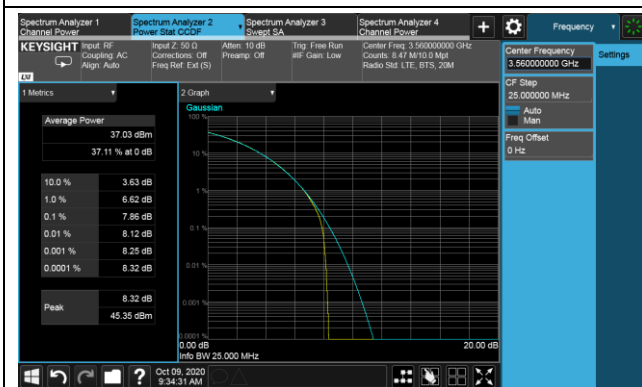 Spectrum Analyzer 1
Channel Power
Spectrum Analyzer 2
Power Stat CCDF
Spectrum Analyzer 3
Swept SA
Spectrum Analyzer 4
Channel Power
+
Frequency
KEYSIGHT
Input: RF
Coupling: AC
Align: Auto
Input Z: 50 Ω
Corrections: Off
Freq Ref: Ext (S)
Atten: 10 dB
Preamp: Off
Trig: Free Run
#IF Gain: Low
Center Freq: 3.560000000 GHz
Counts: 8.47 M/10.0 Mpt
Radio Std: LTE, BTS, 20M
LXI
Center Frequency
3.560000000 GHz
Settings
CF Step
25.000000 MHz
Auto
Man
Freq Offset
0 Hz
1 Metrics
Average Power
37.03 dBm
37.11 % at 0 dB
10.0 % 3.63 dB
1.0 % 6.62 dB
0.1 % 7.86 dB
0.01 % 8.12 dB
0.001 % 8.25 dB
0.0001 % 8.32 dB
Peak
8.32 dB
45.35 dBm
2 Graph
Gaussian
100 %
10 %
1 %
0.1 %
0.01 %
0.001 %
0.0001 %
0.00 dB
20.00 dB
Info BW 25.000 MHz
?
Oct 09, 2020
9:34:31 AM